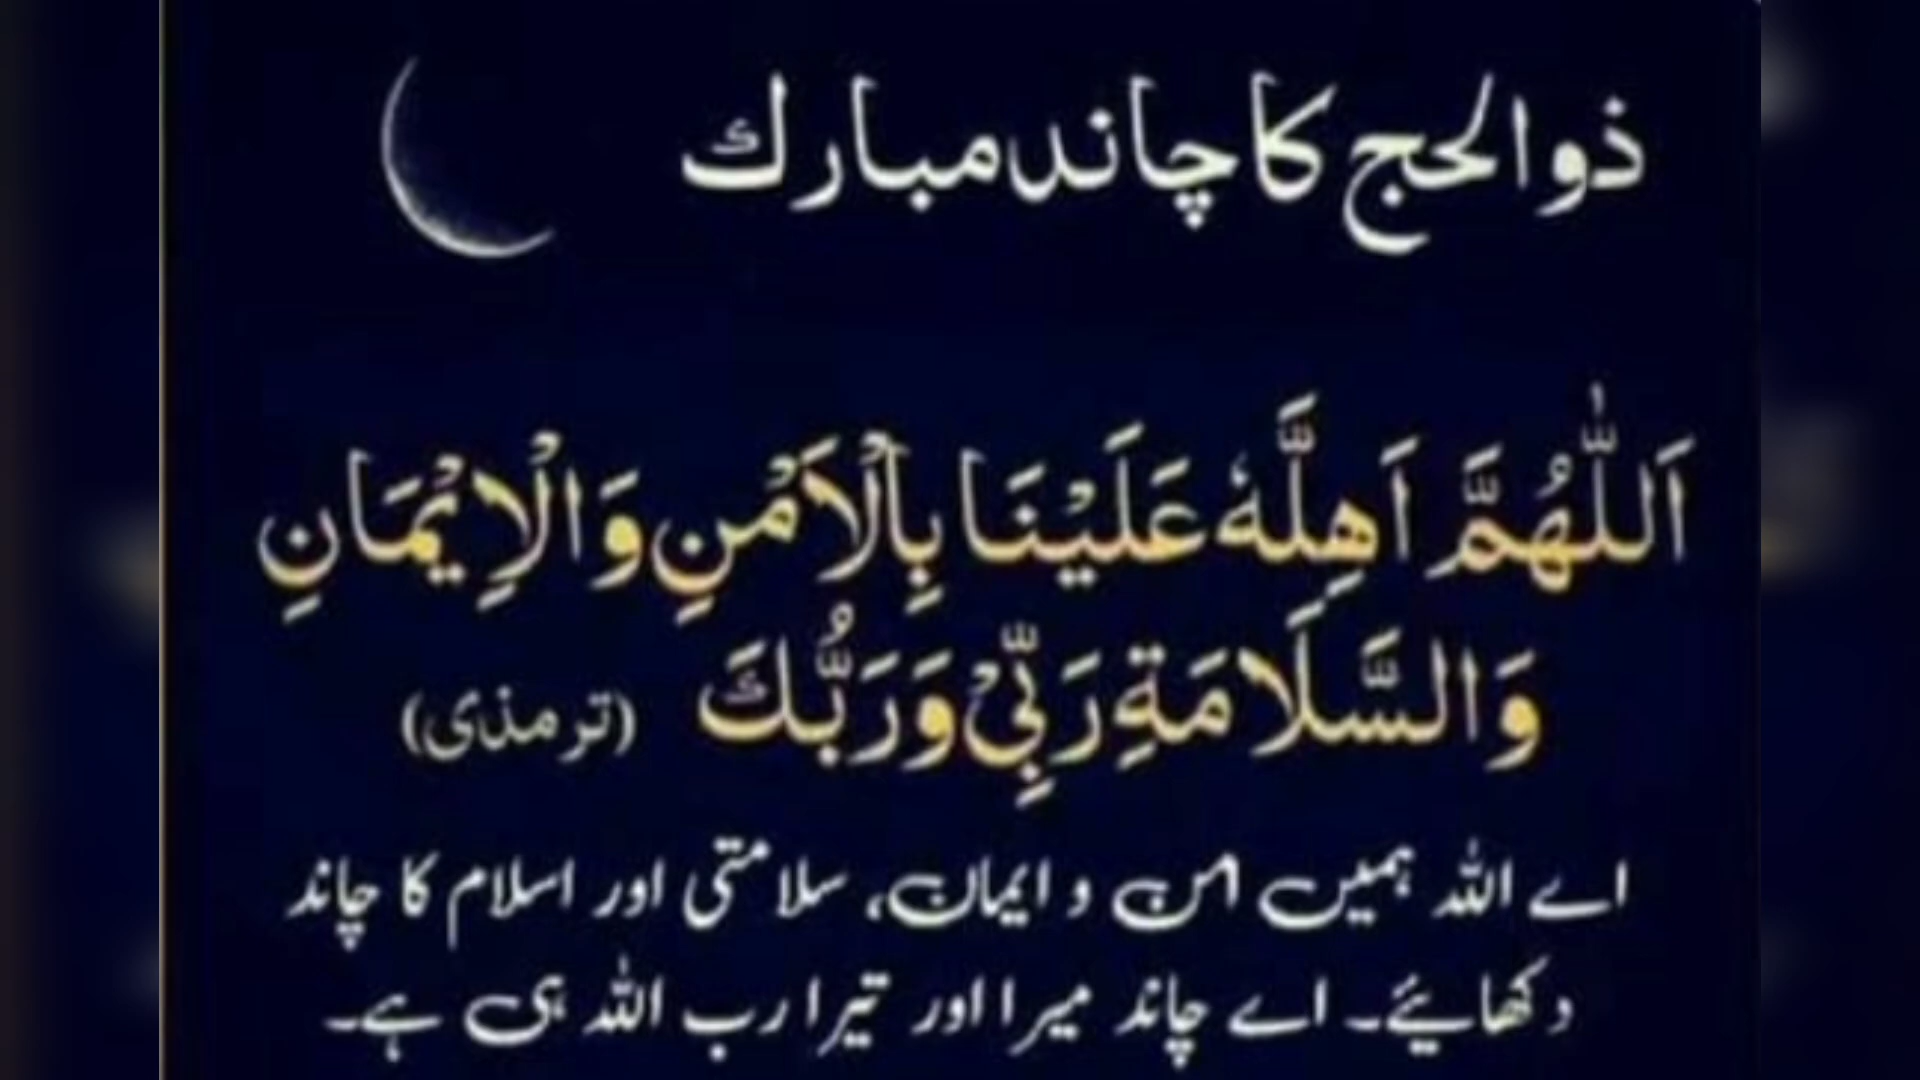 ذوالحج کا چاند مبارك
اَللّٰهُمَّ اَهِلَّهٗ عَلَيْنَا بِالْاَمْنِ وَالْاِيْمَانِ
وَالسَّلَامَةِ رَبِّيْ وَرَبُّكَ (ترمذی)
اے اللہ ہمیں امن و ایمان، سلامتی اور اسلام کا چاند
دکھائیے۔ اے چاند میرا اور تیرا رب اللہ ہی ہے۔